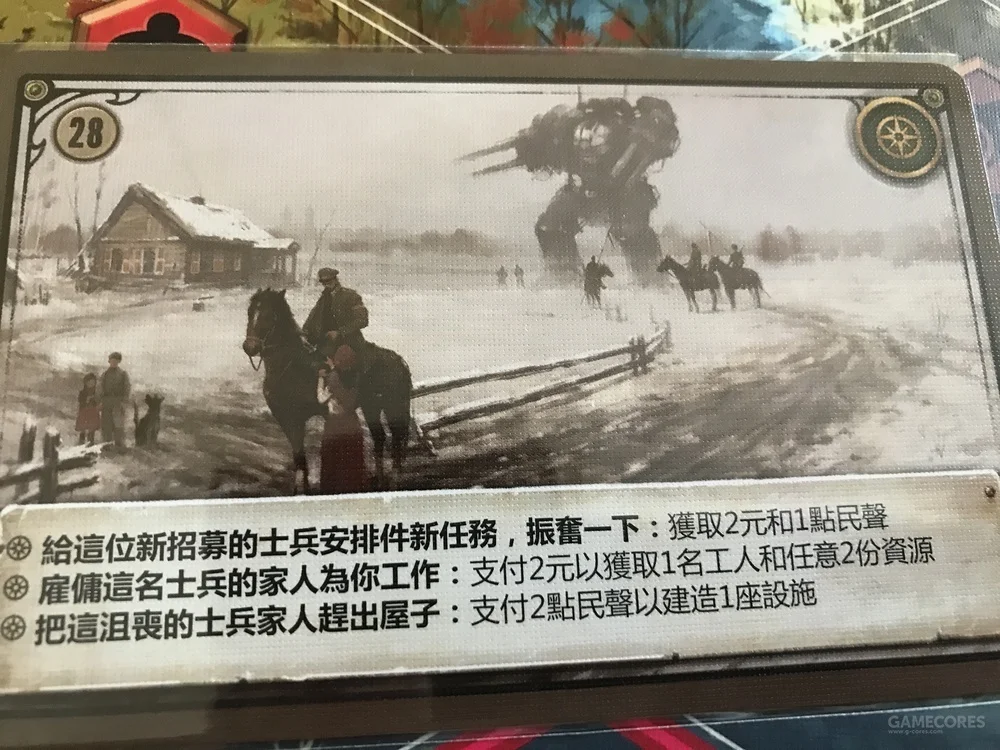 28
給這位新招募的士兵安排件新任務，振奮一下：獲取2元和1點民聲
雇傭這名士兵的家人為你工作：支付2元以獲取1名工人和任意2份資源
把這沮喪的士兵家人趕出屋子：支付2點民聲以建造1座設施
GAMECORES
www.g-cores.com